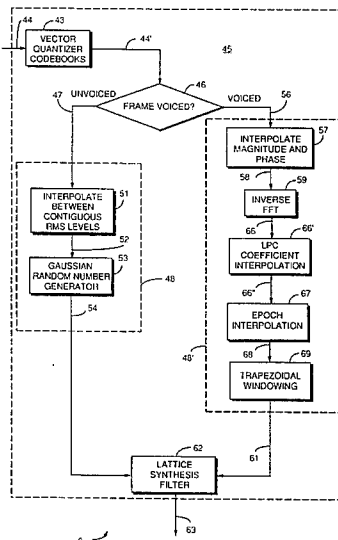 44
43
VECTOR
QUANTIZER
CODEBOOKS
44'
45
46
47
UNVOICED
FRAME VOICED?
VOICED
56
57
INTERPOLATE
MAGNITUDE AND
PHASE
58
59
INVERSE
FFT
51
INTERPOLATE
BETWEEN
CONTIGUOUS
RMS LEVELS
66
66'
LPC
COEFFICIENT
INTERPOLATION
52
53
GAUSSIAN
RANDOM NUMBER
GENERATOR
48
66"
67
EPOCH
INTERPOLATION
54
48'
68
69
TRAPEZOIDAL
WINDOWING
61
62
LATTICE
SYNTHESIS
FILTER
63